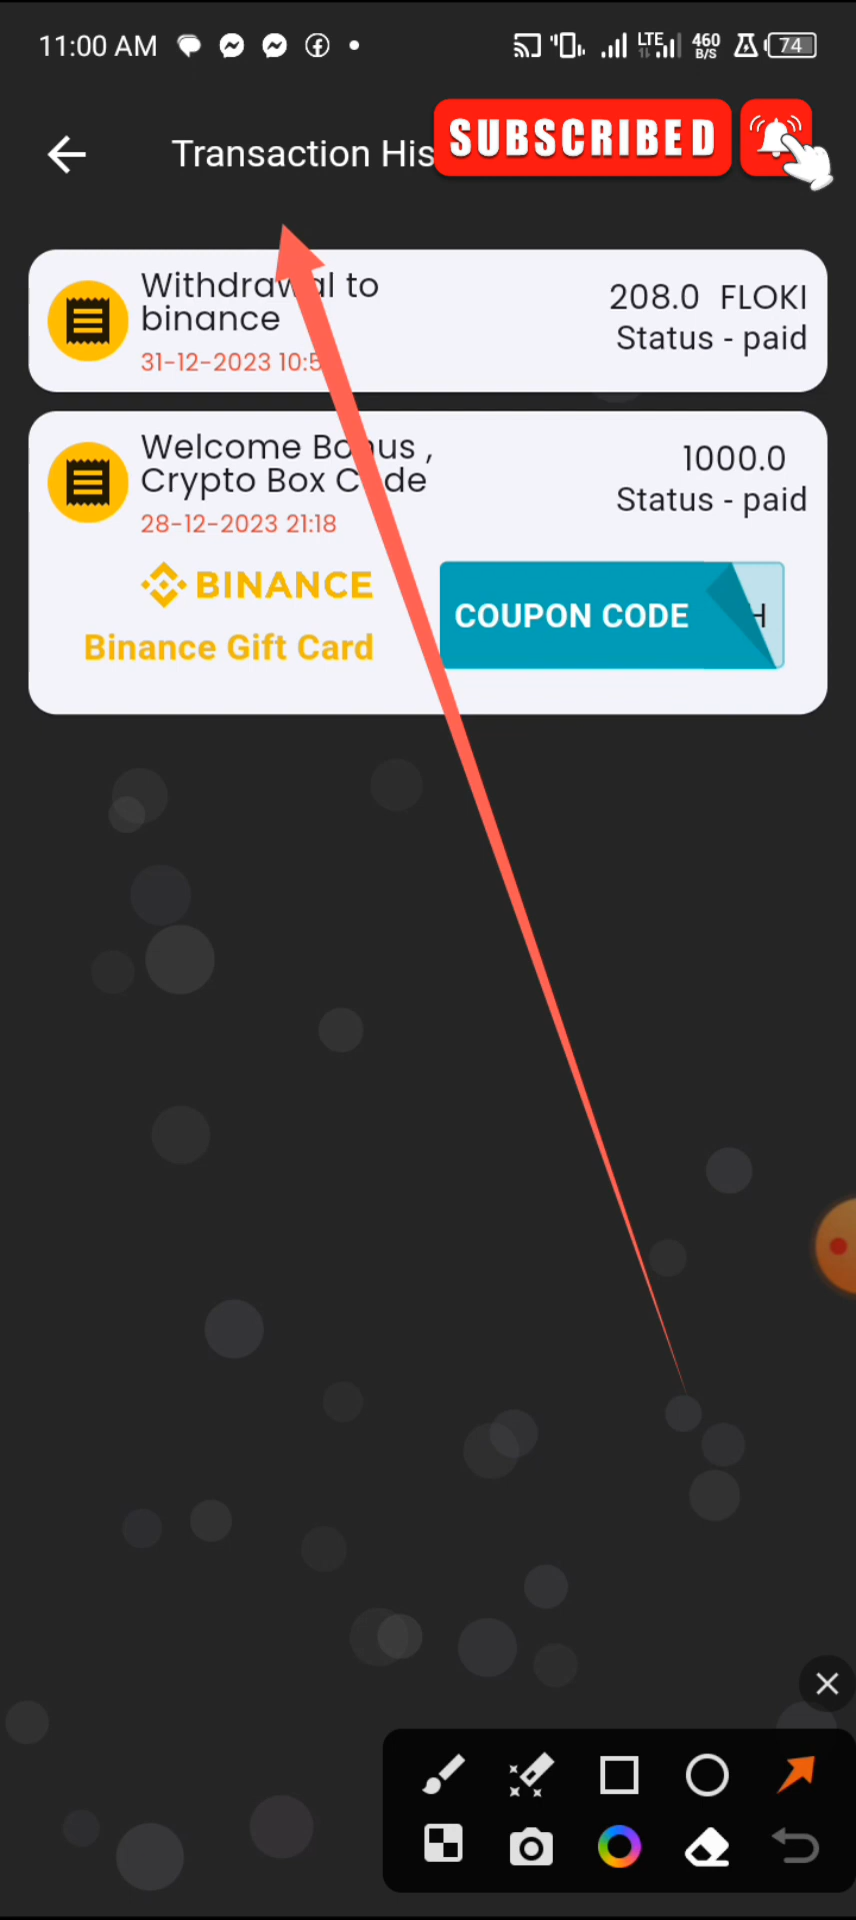 11:00 AM
LTE
460
B/S
74
Transaction His
SUBSCRIBED
Withdrawal to
binance
31-12-2023 10:5
208.0 FLOKI
Status - paid
Welcome Bonus ,
Crypto Box Code
28-12-2023 21:18
1000.0
Status - paid
BINANCE
Binance Gift Card
COUPON CODE
H